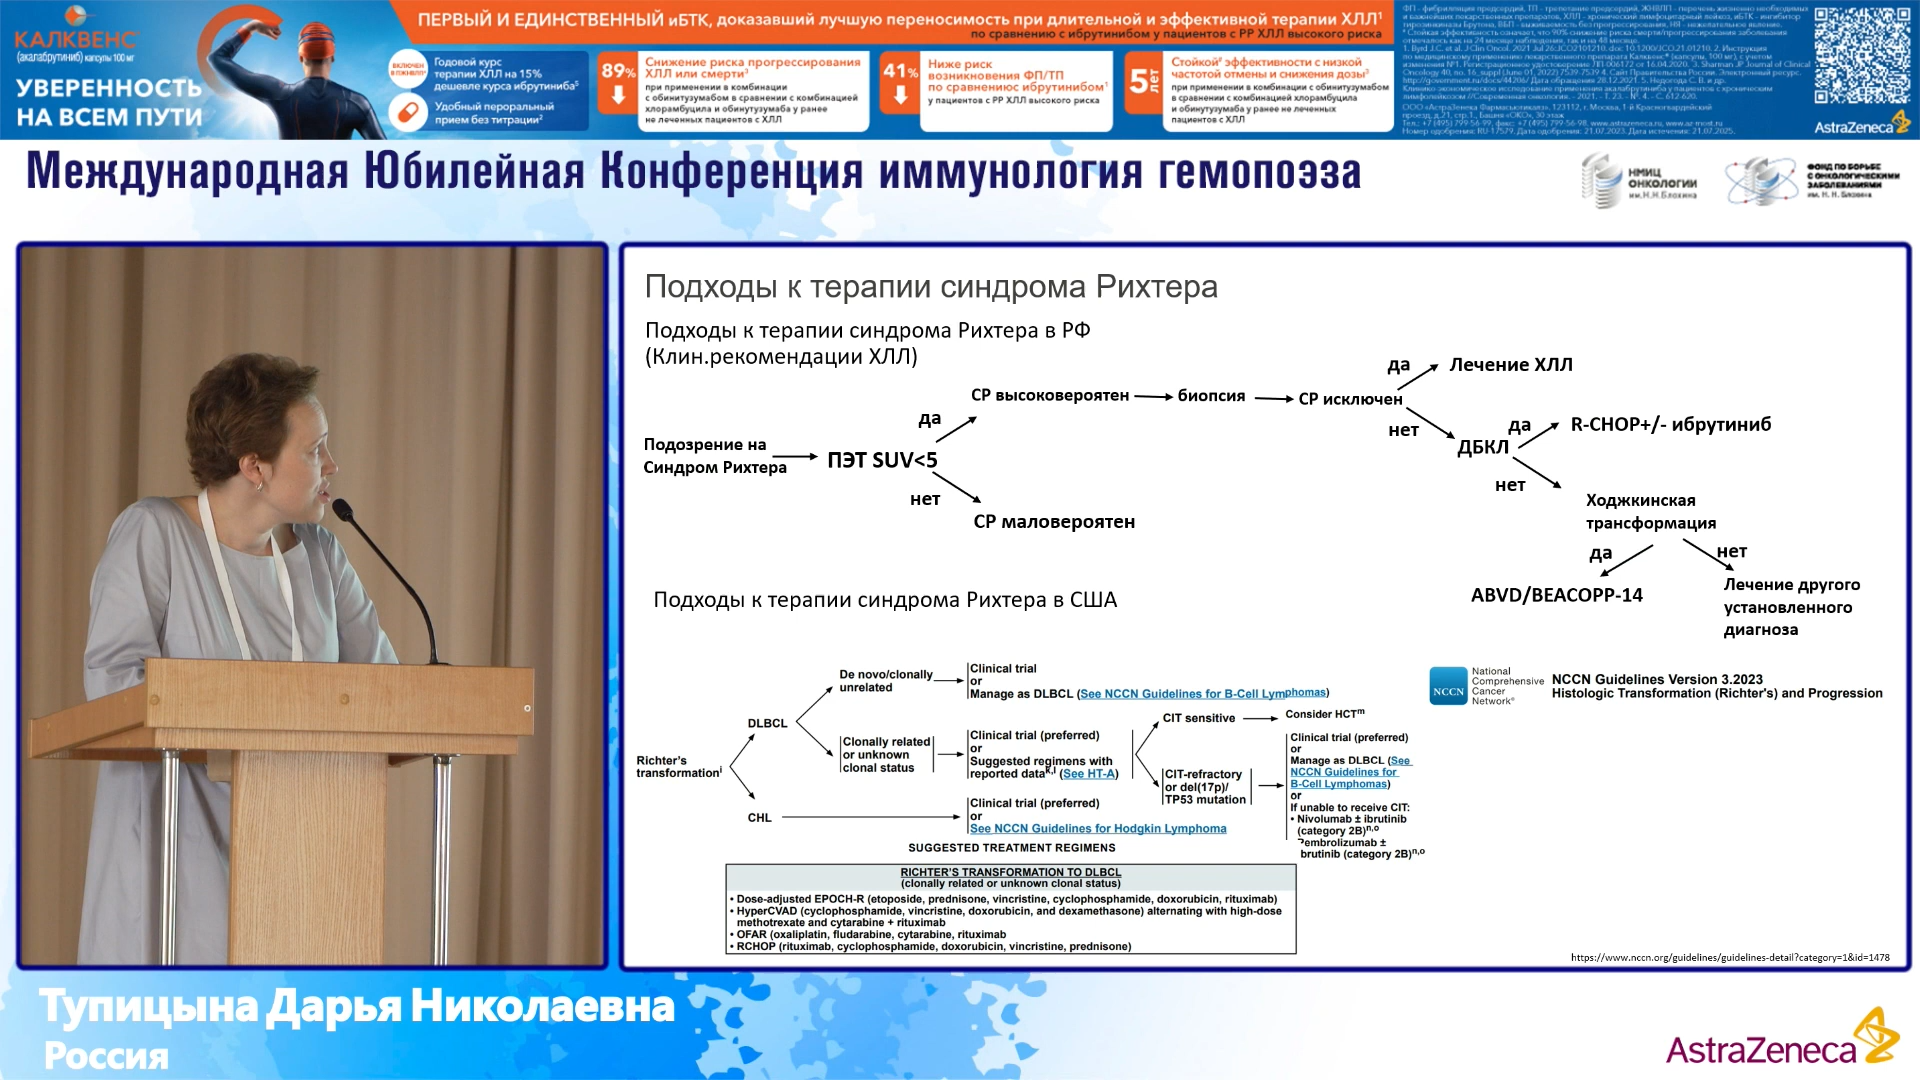 КАЛКВЕНС
(акалабрутиниб) капсулы 100 мг
УВЕРЕННОСТЬ
НА ВСЕМ ПУТИ
ПЕРВЫЙ И ЕДИНСТВЕННЫЙ иБТК, доказавший лучшую переносимость при длительной и эффективной терапии ХЛЛ¹
по сравнению с ибрутинибом у пациентов с РР ХЛЛ высокого риска
ВКЛЮЧЕН
В ПЖНВЛП
Годовой курс
терапии ХЛЛ на 15%
дешевле курса ибрутиниба⁵
Удобный пероральный
прием без титрации²
89%
Снижение риска прогрессирования
ХЛЛ или смерти³
при применении в комбинации
с обинутузумабом в сравнении с комбинацией
хлорамбуцила и обинутузумаба у ранее
не леченных пациентов с ХЛЛ
41%
Ниже риск
возникновения ФП/ТП
по сравнению с ибрутинибом¹
у пациентов с РР ХЛЛ высокого риска
5 лет
Стойкой# эффективности с низкой
частотой отмены и снижения дозы³
при применении в комбинации с обинутузумабом
в сравнении с комбинацией хлорамбуцила
и обинутузумаба у ранее не леченных
пациентов с ХЛЛ
AstraZeneca
Международная Юбилейная Конференция иммунология гемопоэза
НМИЦ
ОНКОЛОГИИ
им.Н.Н.Блохина
ФОНД ПО БОРЬБЕ
С ОНКОЛОГИЧЕСКИМИ
ЗАБОЛЕВАНИЯМИ
им. Н. Н. Блохина
Подходы к терапии синдрома Рихтера
Подходы к терапии синдрома Рихтера в РФ
(Клин.рекомендации ХЛЛ)
Подозрение на
Синдром Рихтера
ПЭТ SUV<5
да
СР высоковероятен
биопсия
СР исключен
да
Лечение ХЛЛ
нет
ДБКЛ
да
R-CHOP+/- ибрутиниб
нет
Ходжкинская
трансформация
да
ABVD/BEACOPP-14
нет
Лечение другого
установленного
диагноза
нет
СР маловероятен
Подходы к терапии синдрома Рихтера в США
NCCN
National
Comprehensive
Cancer
Network®
NCCN Guidelines Version 3.2023
Histologic Transformation (Richter's) and Progression
Richter's
transformationⁱ
DLBCL
De novo/clonally
unrelated
Clinical trial
or
Manage as DLBCL (See NCCN Guidelines for B-Cell Lymphomas)
Clonally related
or unknown
clonal status
Clinical trial (preferred)
or
Suggested regimens with
reported dataᵏ,ˡ (See HT-A)
CIT sensitive
Consider HCTᵐ
CIT-refractory
or del(17p)/
TP53 mutation
Clinical trial (preferred)
or
Manage as DLBCL (See
NCCN Guidelines for
B-Cell Lymphomas)
or
If unable to receive CIT:
• Nivolumab ± ibrutinib
(category 2B)ⁿ,ᵒ
Pembrolizumab ±
brutinib (category 2B)ⁿ,ᵒ
CHL
Clinical trial (preferred)
or
See NCCN Guidelines for Hodgkin Lymphoma
SUGGESTED TREATMENT REGIMENS
RICHTER'S TRANSFORMATION TO DLBCL
(clonally related or unknown clonal status)
• Dose-adjusted EPOCH-R (etoposide, prednisone, vincristine, cyclophosphamide, doxorubicin, rituximab)
• HyperCVAD (cyclophosphamide, vincristine, doxorubicin, and dexamethasone) alternating with high-dose
methotrexate and cytarabine + rituximab
• OFAR (oxaliplatin, fludarabine, cytarabine, rituximab
• RCHOP (rituximab, cyclophosphamide, doxorubicin, vincristine, prednisone)
https://www.nccn.org/guidelines/guidelines-detail?category=1&id=1478
Тупицына Дарья Николаевна
Россия
AstraZeneca